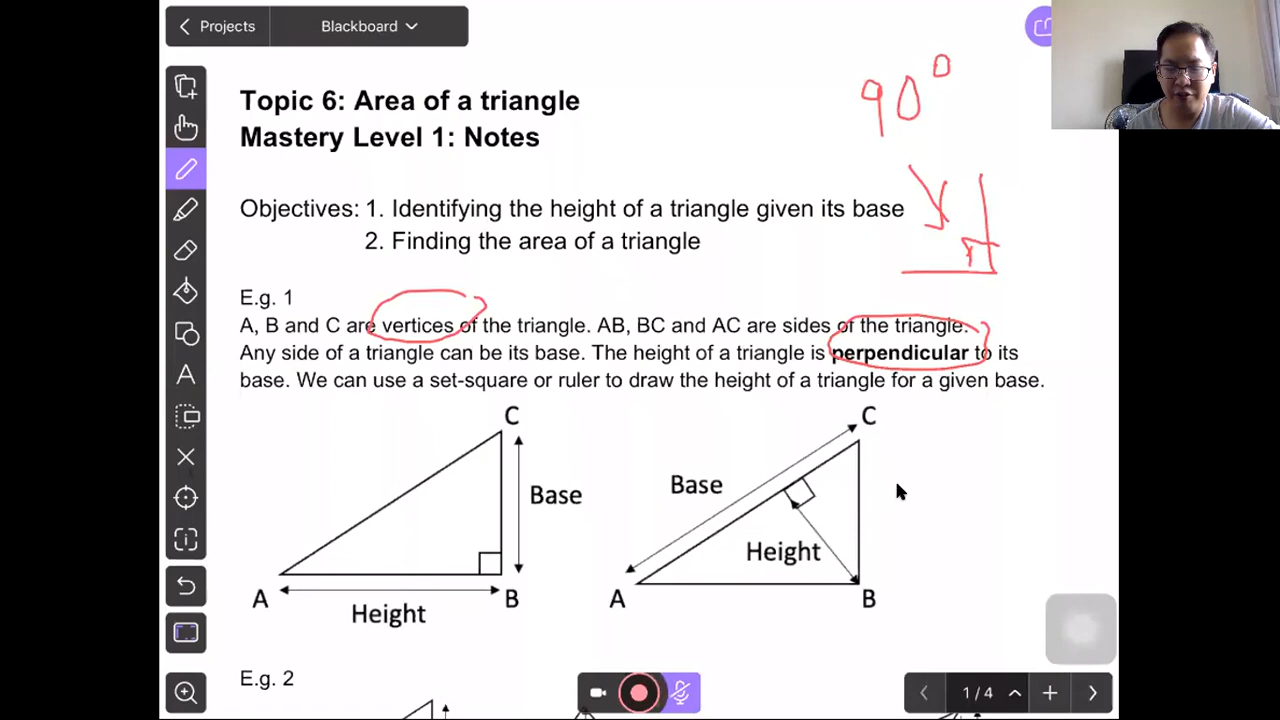 Projects
Blackboard
90°
Topic 6: Area of a triangle
Mastery Level 1: Notes
Objectives: 1. Identifying the height of a triangle given its base
2. Finding the area of a triangle
E.g. 1
A, B and C are vertices of the triangle. AB, BC and AC are sides of the triangle.
Any side of a triangle can be its base. The height of a triangle is perpendicular to its
base. We can use a set-square or ruler to draw the height of a triangle for a given base.
C
Base
A
B
Height
C
Base
Height
A
B
E.g. 2
A
1 / 4